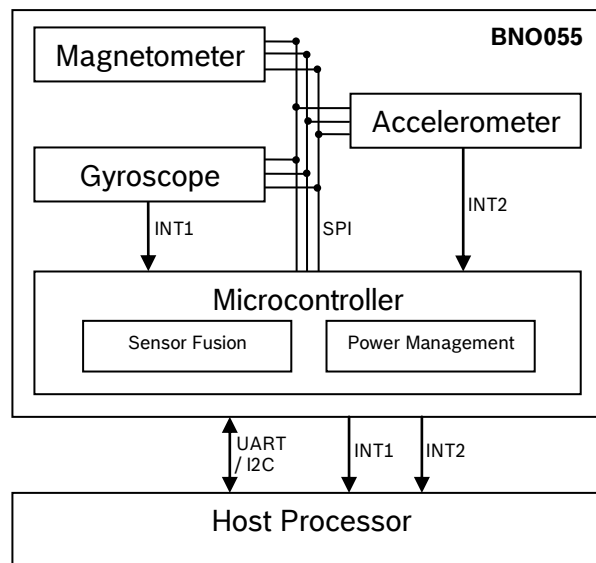 BNO055
Magnetometer
Accelerometer
Gyroscope
INT1
SPI
INT2
Microcontroller
Sensor Fusion
Power Management
UART
/ I2C
INT1
INT2
Host Processor